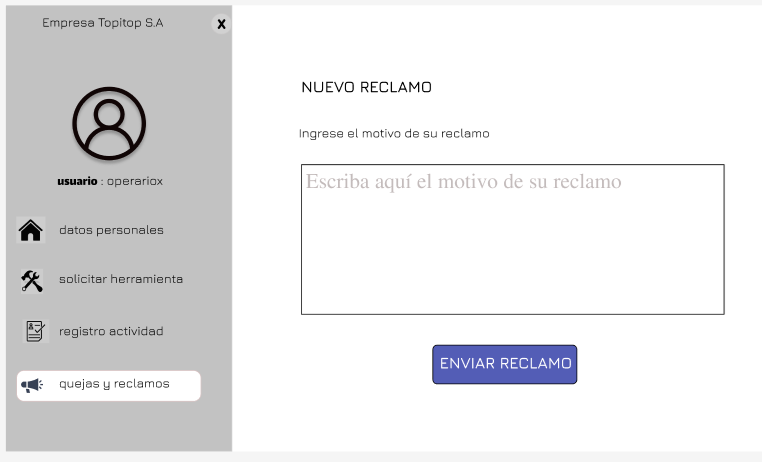 Empresa Topitop S.A
x
usuario : operariox
datos personales
solicitar herramienta
registro actividad
quejas y reclamos
NUEVO RECLAMO
Ingrese el motivo de su reclamo
Escriba aquí el motivo de su reclamo
ENVIAR RECLAMO